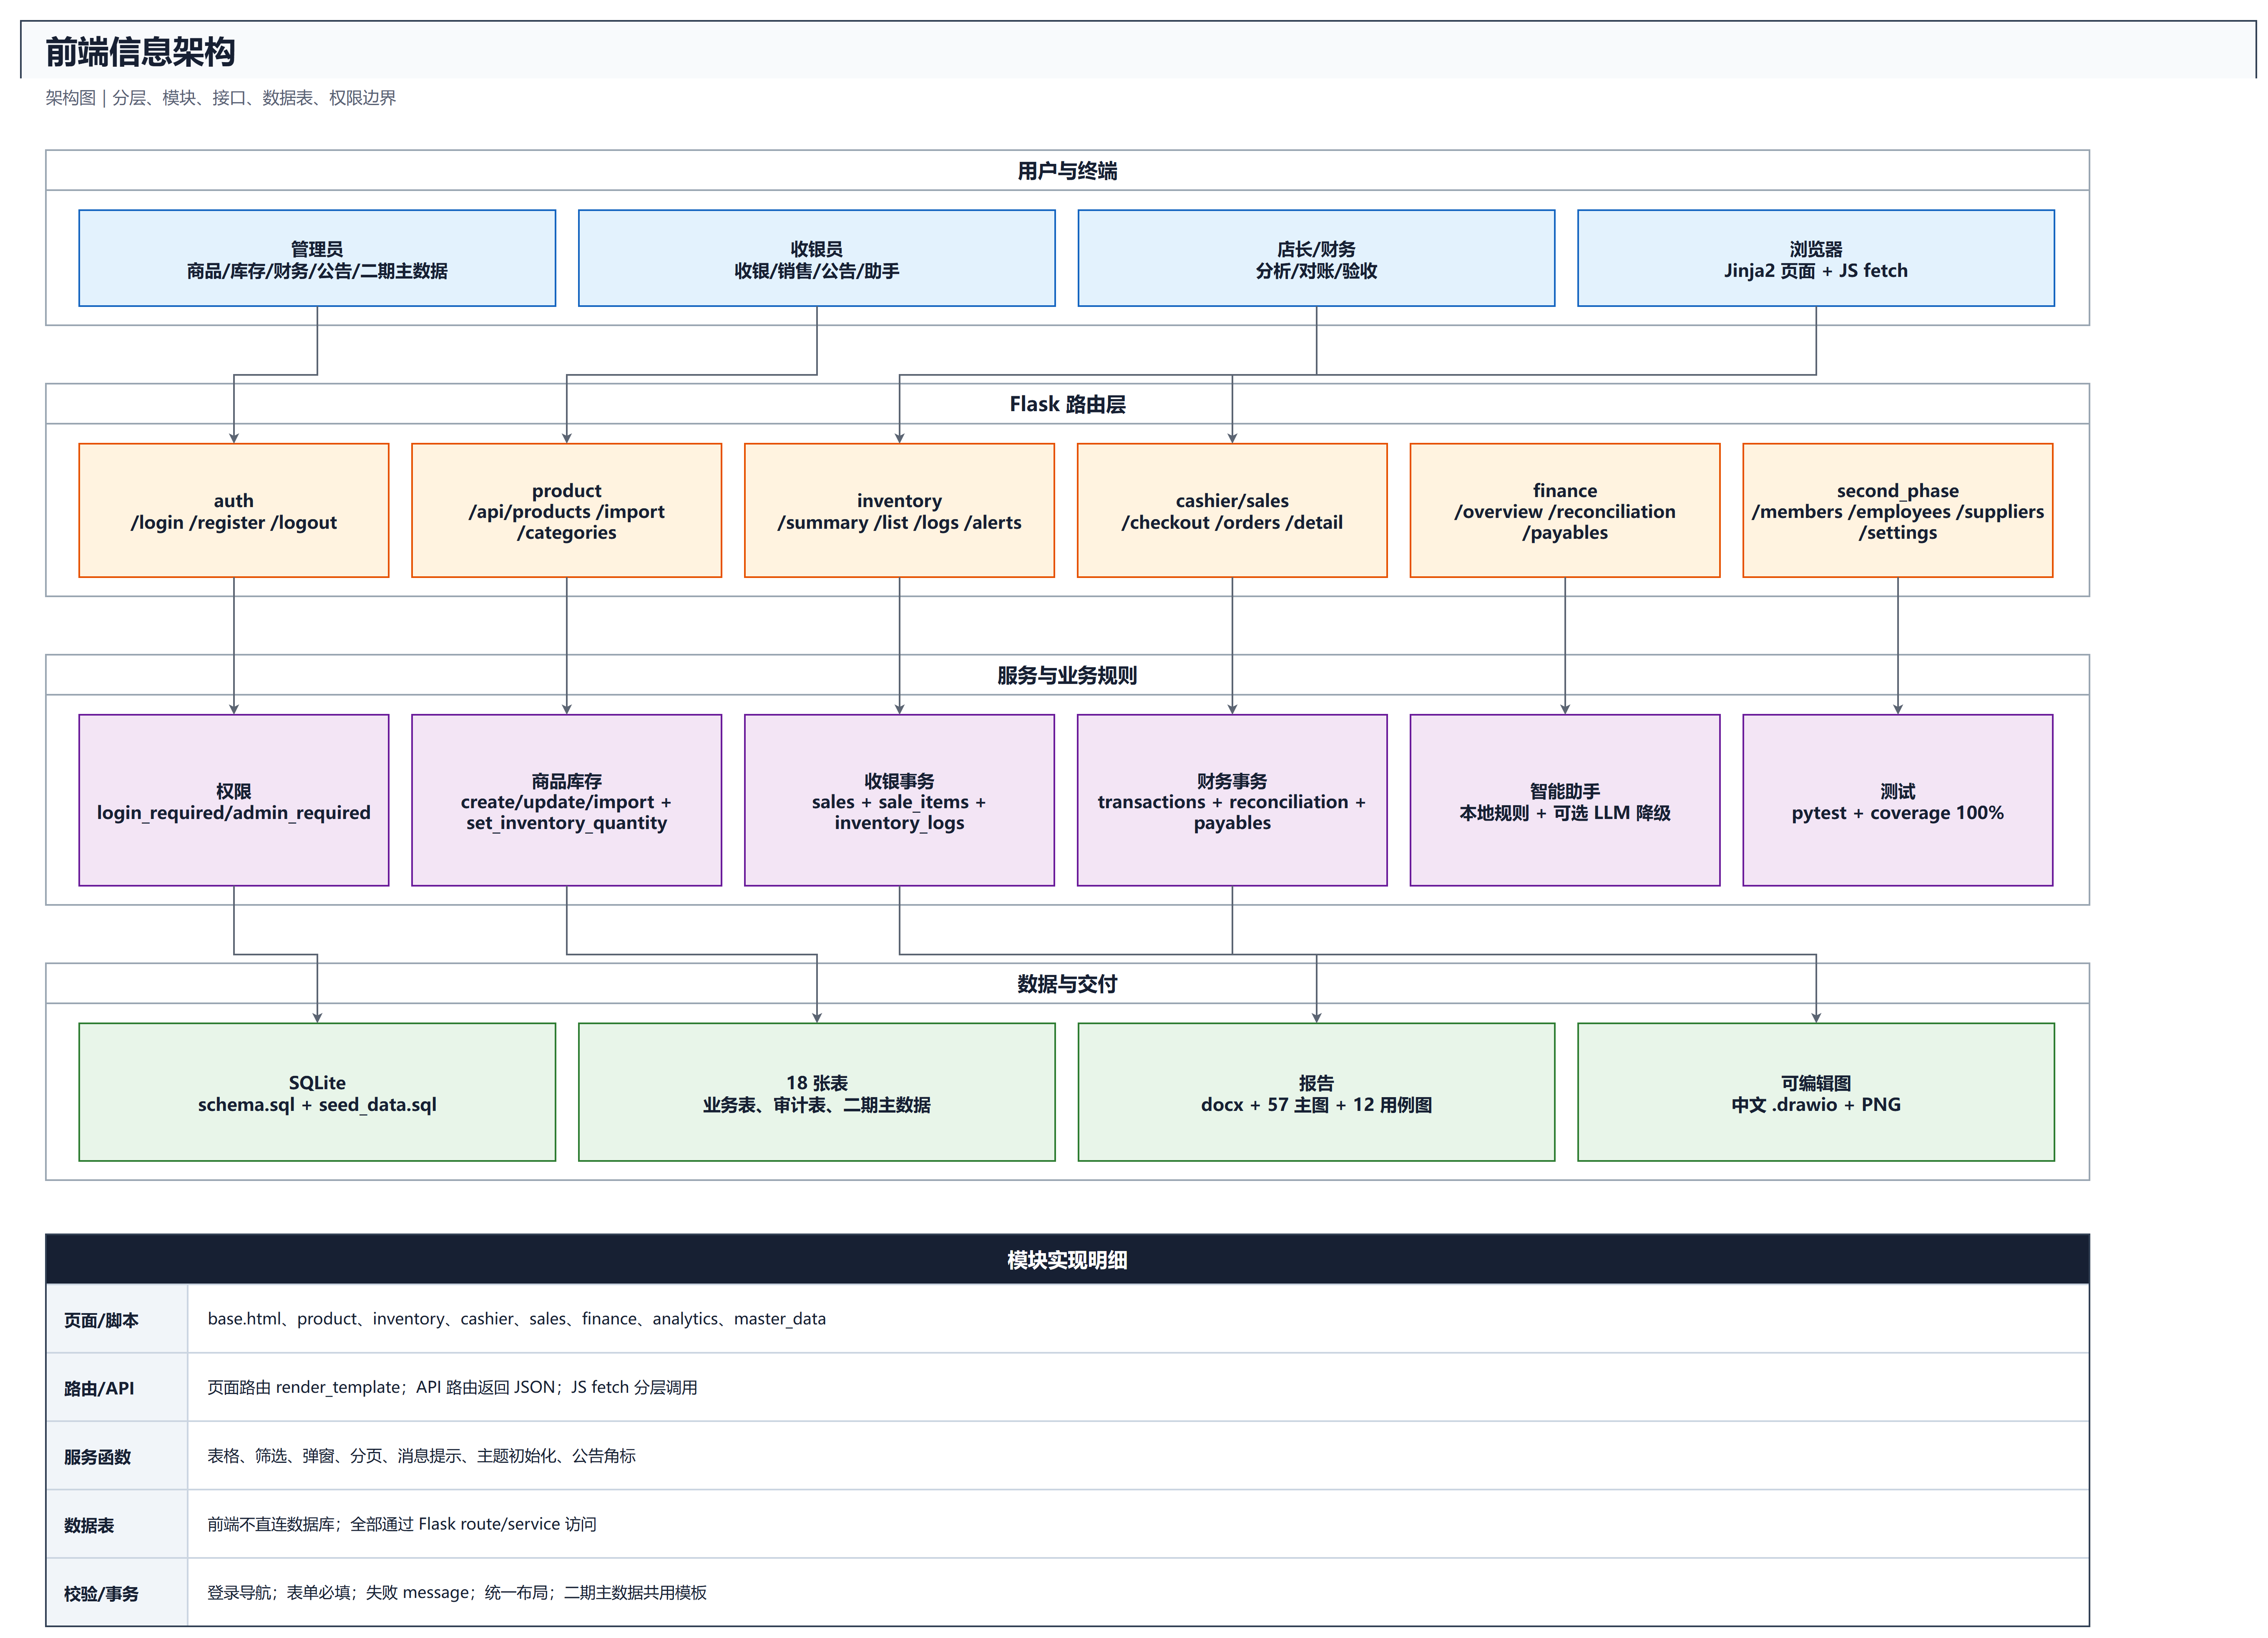 前端信息架构
架构图 | 分层、模块、接口、数据表、权限边界
用户与终端
管理员
商品/库存/财务/公告/二期主数据
收银员
收银/销售/公告/助手
店长/财务
分析/对账/验收
浏览器
Jinja2 页面 + JS fetch
Flask 路由层
auth
/login /register /logout
product
/api/products /import
/categories
inventory
/summary /list /logs /alerts
cashier/sales
/checkout /orders /detail
finance
/overview /reconciliation
/payables
second_phase
/members /employees /suppliers
/settings
服务与业务规则
权限
login_required/admin_required
商品库存
create/update/import +
set_inventory_quantity
收银事务
sales + sale_items +
inventory_logs
财务事务
transactions + reconciliation +
payables
智能助手
本地规则 + 可选 LLM 降级
测试
pytest + coverage 100%
数据与交付
SQLite
schema.sql + seed_data.sql
18 张表
业务表、审计表、二期主数据
报告
docx + 57 主图 + 12 用例图
可编辑图
中文 .drawio + PNG
模块实现明细
页面/脚本
base.html、product、inventory、cashier、sales、finance、analytics、master_data
路由/API
页面路由 render_template；API 路由返回 JSON；JS fetch 分层调用
服务函数
表格、筛选、弹窗、分页、消息提示、主题初始化、公告角标
数据表
前端不直连数据库；全部通过 Flask route/service 访问
校验/事务
登录导航；表单必填；失败 message；统一布局；二期主数据共用模板